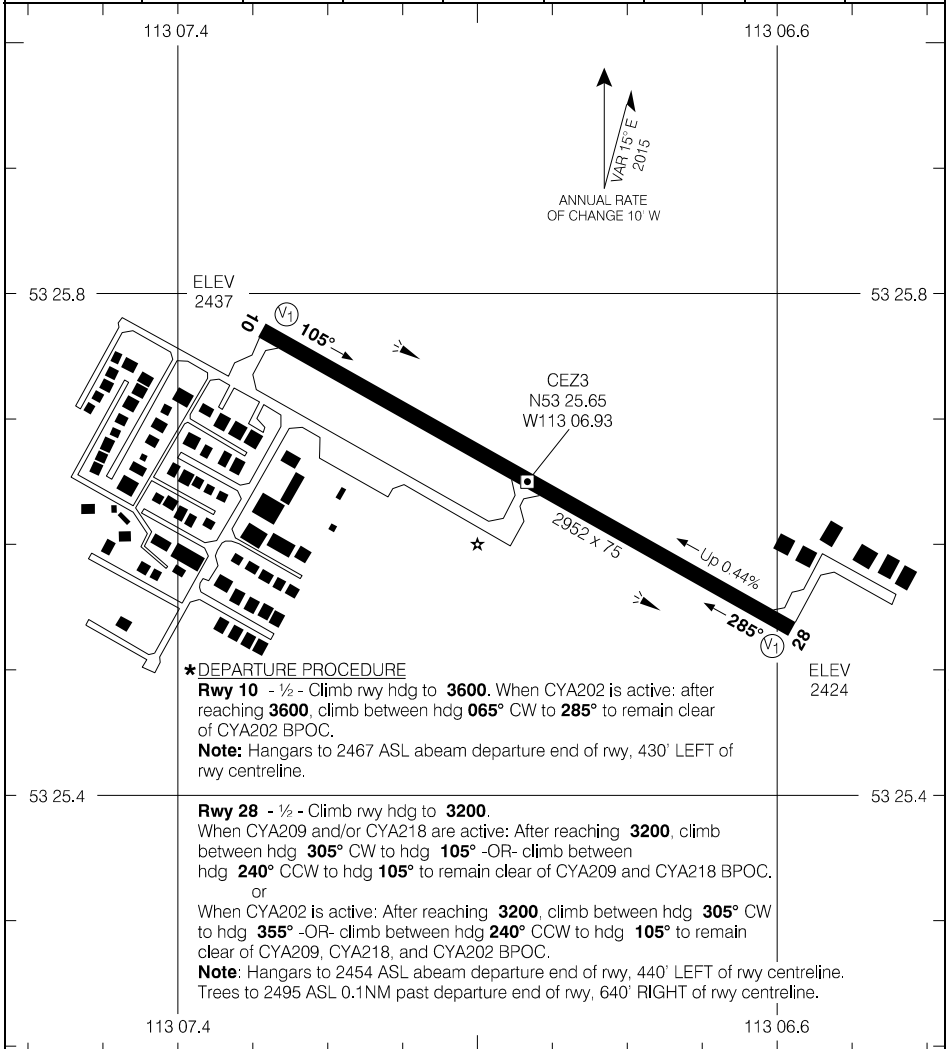 113 07.4
113 06.6
VAR 15° E
2015
ANNUAL RATE
OF CHANGE 10' W
ELEV
2437
53 25.8
53 25.8
10
V1
105°
CEZ3
N53 25.65
W113 06.93
2952 x 75
Up 0.44%
285°
V1
28
ELEV
2424
*DEPARTURE PROCEDURE
Rwy 10 - ½ - Climb rwy hdg to 3600. When CYA202 is active: after
reaching 3600, climb between hdg 065° CW to 285° to remain clear
of CYA202 BPOC.
Note: Hangars to 2467 ASL abeam departure end of rwy, 430' LEFT of
rwy centreline.
53 25.4
53 25.4
Rwy 28 - ½ - Climb rwy hdg to 3200.
When CYA209 and/or CYA218 are active: After reaching 3200, climb
between hdg 305° CW to hdg 105° -OR- climb between
hdg 240° CCW to hdg 105° to remain clear of CYA209 and CYA218 BPOC.
or
When CYA202 is active: After reaching 3200, climb between hdg 305° CW
to hdg 355° -OR- climb between hdg 240° CCW to hdg 105° to remain
clear of CYA209, CYA218, and CYA202 BPOC.
Note: Hangars to 2454 ASL abeam departure end of rwy, 440' LEFT of rwy centreline.
Trees to 2495 ASL 0.1NM past departure end of rwy, 640' RIGHT of rwy centreline.
113 07.4
113 06.6